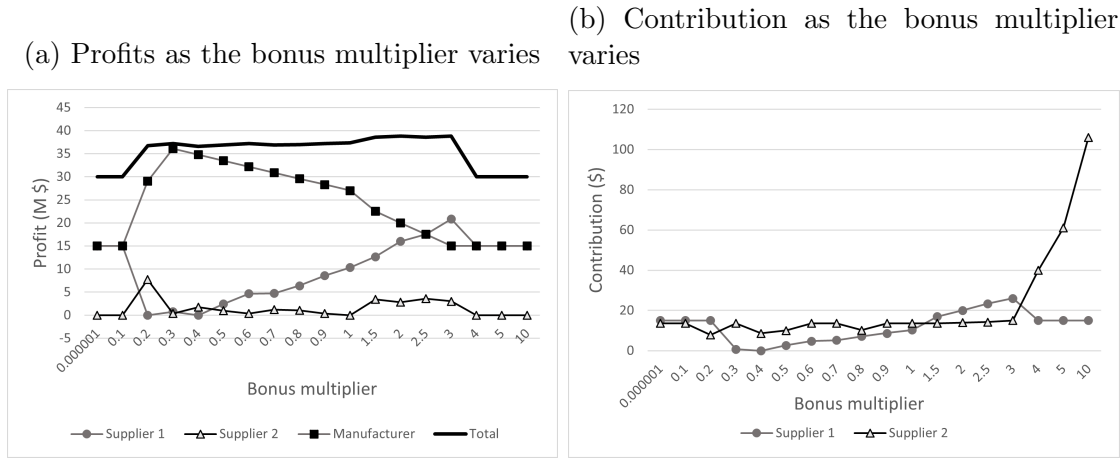 (a) Profits as the bonus multiplier varies
(b) Contribution as the bonus multiplier
varies
Profit (M $)
45
40
35
30
25
20
15
10
5
0
-5
0.000001 0.1 0.2 0.3 0.4 0.5 0.6 0.7 0.8 0.9 1 1.5 2 2.5 3 4 5 10
Bonus multiplier
Supplier 1 Supplier 2 Manufacturer Total
Contribution ($)
120
100
80
60
40
20
0
0.000001 0.1 0.2 0.3 0.4 0.5 0.6 0.7 0.8 0.9 1 1.5 2 2.5 3 4 5 10
Bonus multiplier
Supplier 1 Supplier 2